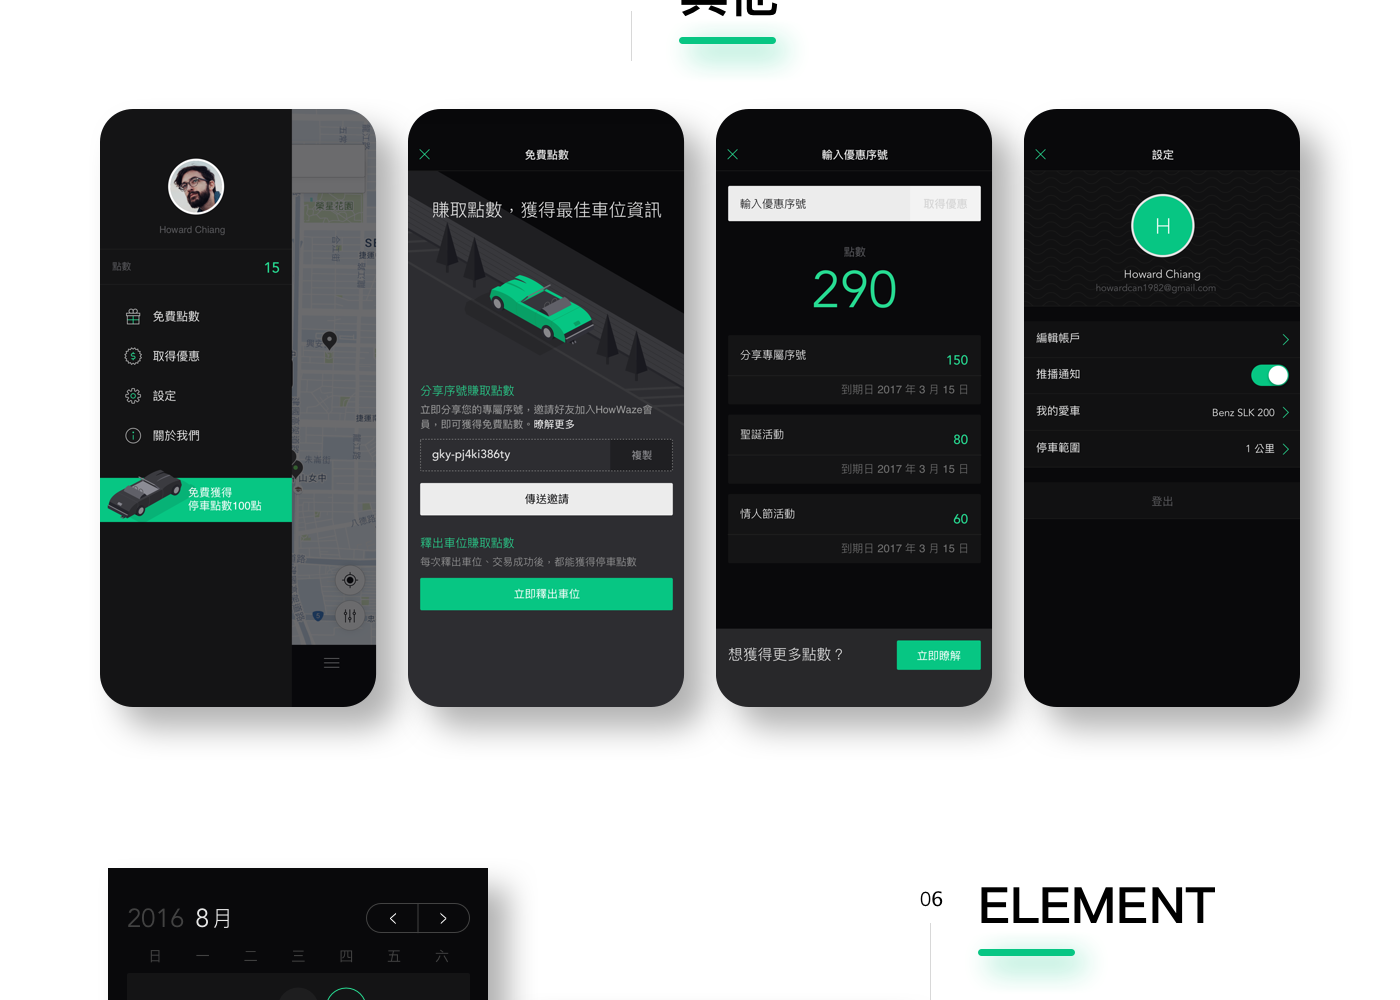 其他
Howard Chiang
點數
15
免費點數
取得優惠
設定
關於我們
免費獲得
停車點數100點
榮星花園
免費點數
賺取點數，獲得最佳車位資訊
分享序號賺取點數
立即分享您的專屬序號，邀請好友加入HowWaze會
員，即可獲得免費點數。瞭解更多
gky-pj4ki386ty
複製
傳送邀請
釋出車位賺取點數
每次釋出車位、交易成功後，都能獲得停車點數
立即釋出車位
輸入優惠序號
輸入優惠序號
取得優惠
點數
290
分享專屬序號
150
到期日 2017 年 3 月 15 日
聖誕活動
80
到期日 2017 年 3 月 15 日
情人節活動
60
到期日 2017 年 3 月 15 日
想獲得更多點數？
立即瞭解
設定
H
Howard Chiang
howardcan1982@gmail.com
編輯帳戶
推播通知
我的愛車
Benz SLK 200
停車範圍
1 公里
登出
2016 8月
日 一 二 三 四 五 六
06
ELEMENT